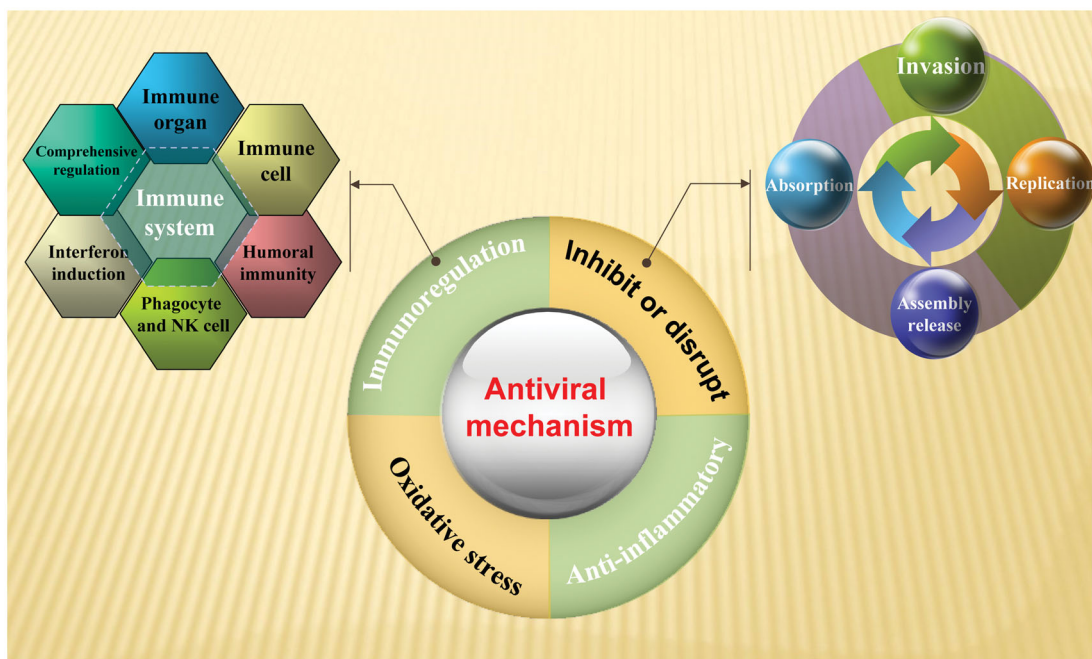 Immune
organ
Comprehensive
regulation
Immune
cell
Immune
system
Interferon
induction
Humoral
immunity
Phagocyte
and NK cell
Invasion
Absorption
Replication
Assembly
release
Immunoregulation
Inhibit or disrupt
Antiviral
mechanism
Oxidative stress
Anti-inflammatory